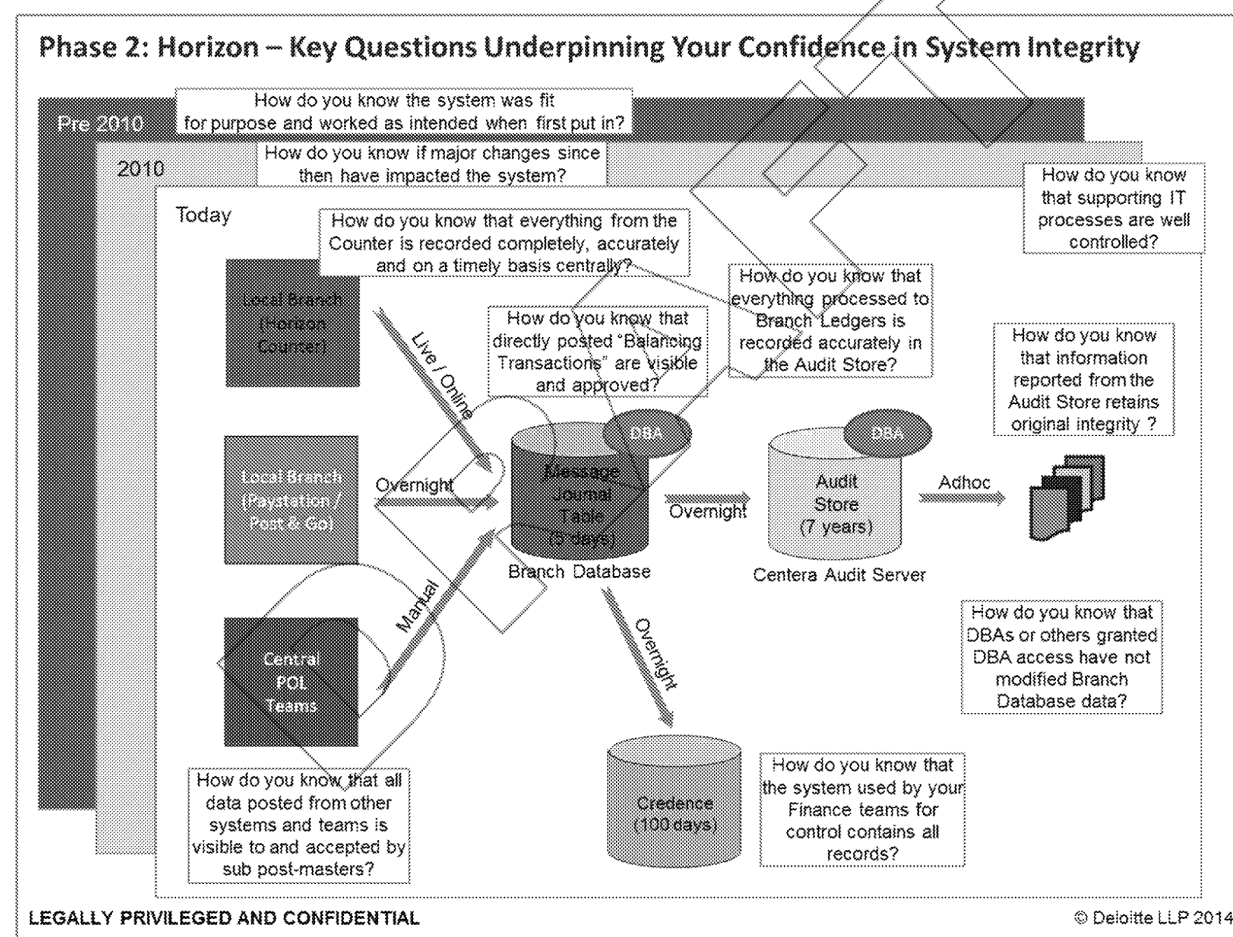 Phase 2: Horizon – Key Questions Underpinning Your Confidence in System Integrity
How do you know the system was fit
for purpose and worked as intended when first put in?
Pre 2010
How do you know if major changes since
then have impacted the system?
2010
How do you know
that supporting IT
processes are well
controlled?
Today
How do you know that everything from the
Counter is recorded completely, accurately
and on a timely basis centrally?
Local Branch
(Horizon
Counter)
Live / Online
How do you know that
directly posted “Balancing
Transactions” are visible
and approved?
How do you know that
everything processed to
Branch Ledgers is
recorded accurately in
the Audit Store?
How do you know
that information
reported from the
Audit Store retains
original integrity ?
Local Branch
(Paystation /
Post & Go)
Overnight
DBA
Message
Journal
Table
(5 days)
Branch Database
Overnight
DBA
Audit
Store
(7 years)
Centera Audit Server
Adhoc
Central
POL
Teams
Manual
Overnight
How do you know that
DBAs or others granted
DBA access have not
modified Branch
Database data?
How do you know that all
data posted from other
systems and teams is
visible to and accepted by
sub post-masters?
Credence
(100 days)
How do you know that
the system used by your
Finance teams for
control contains all
records?
LEGALLY PRIVILEGED AND CONFIDENTIAL
© Deloitte LLP 2014
DRAFT